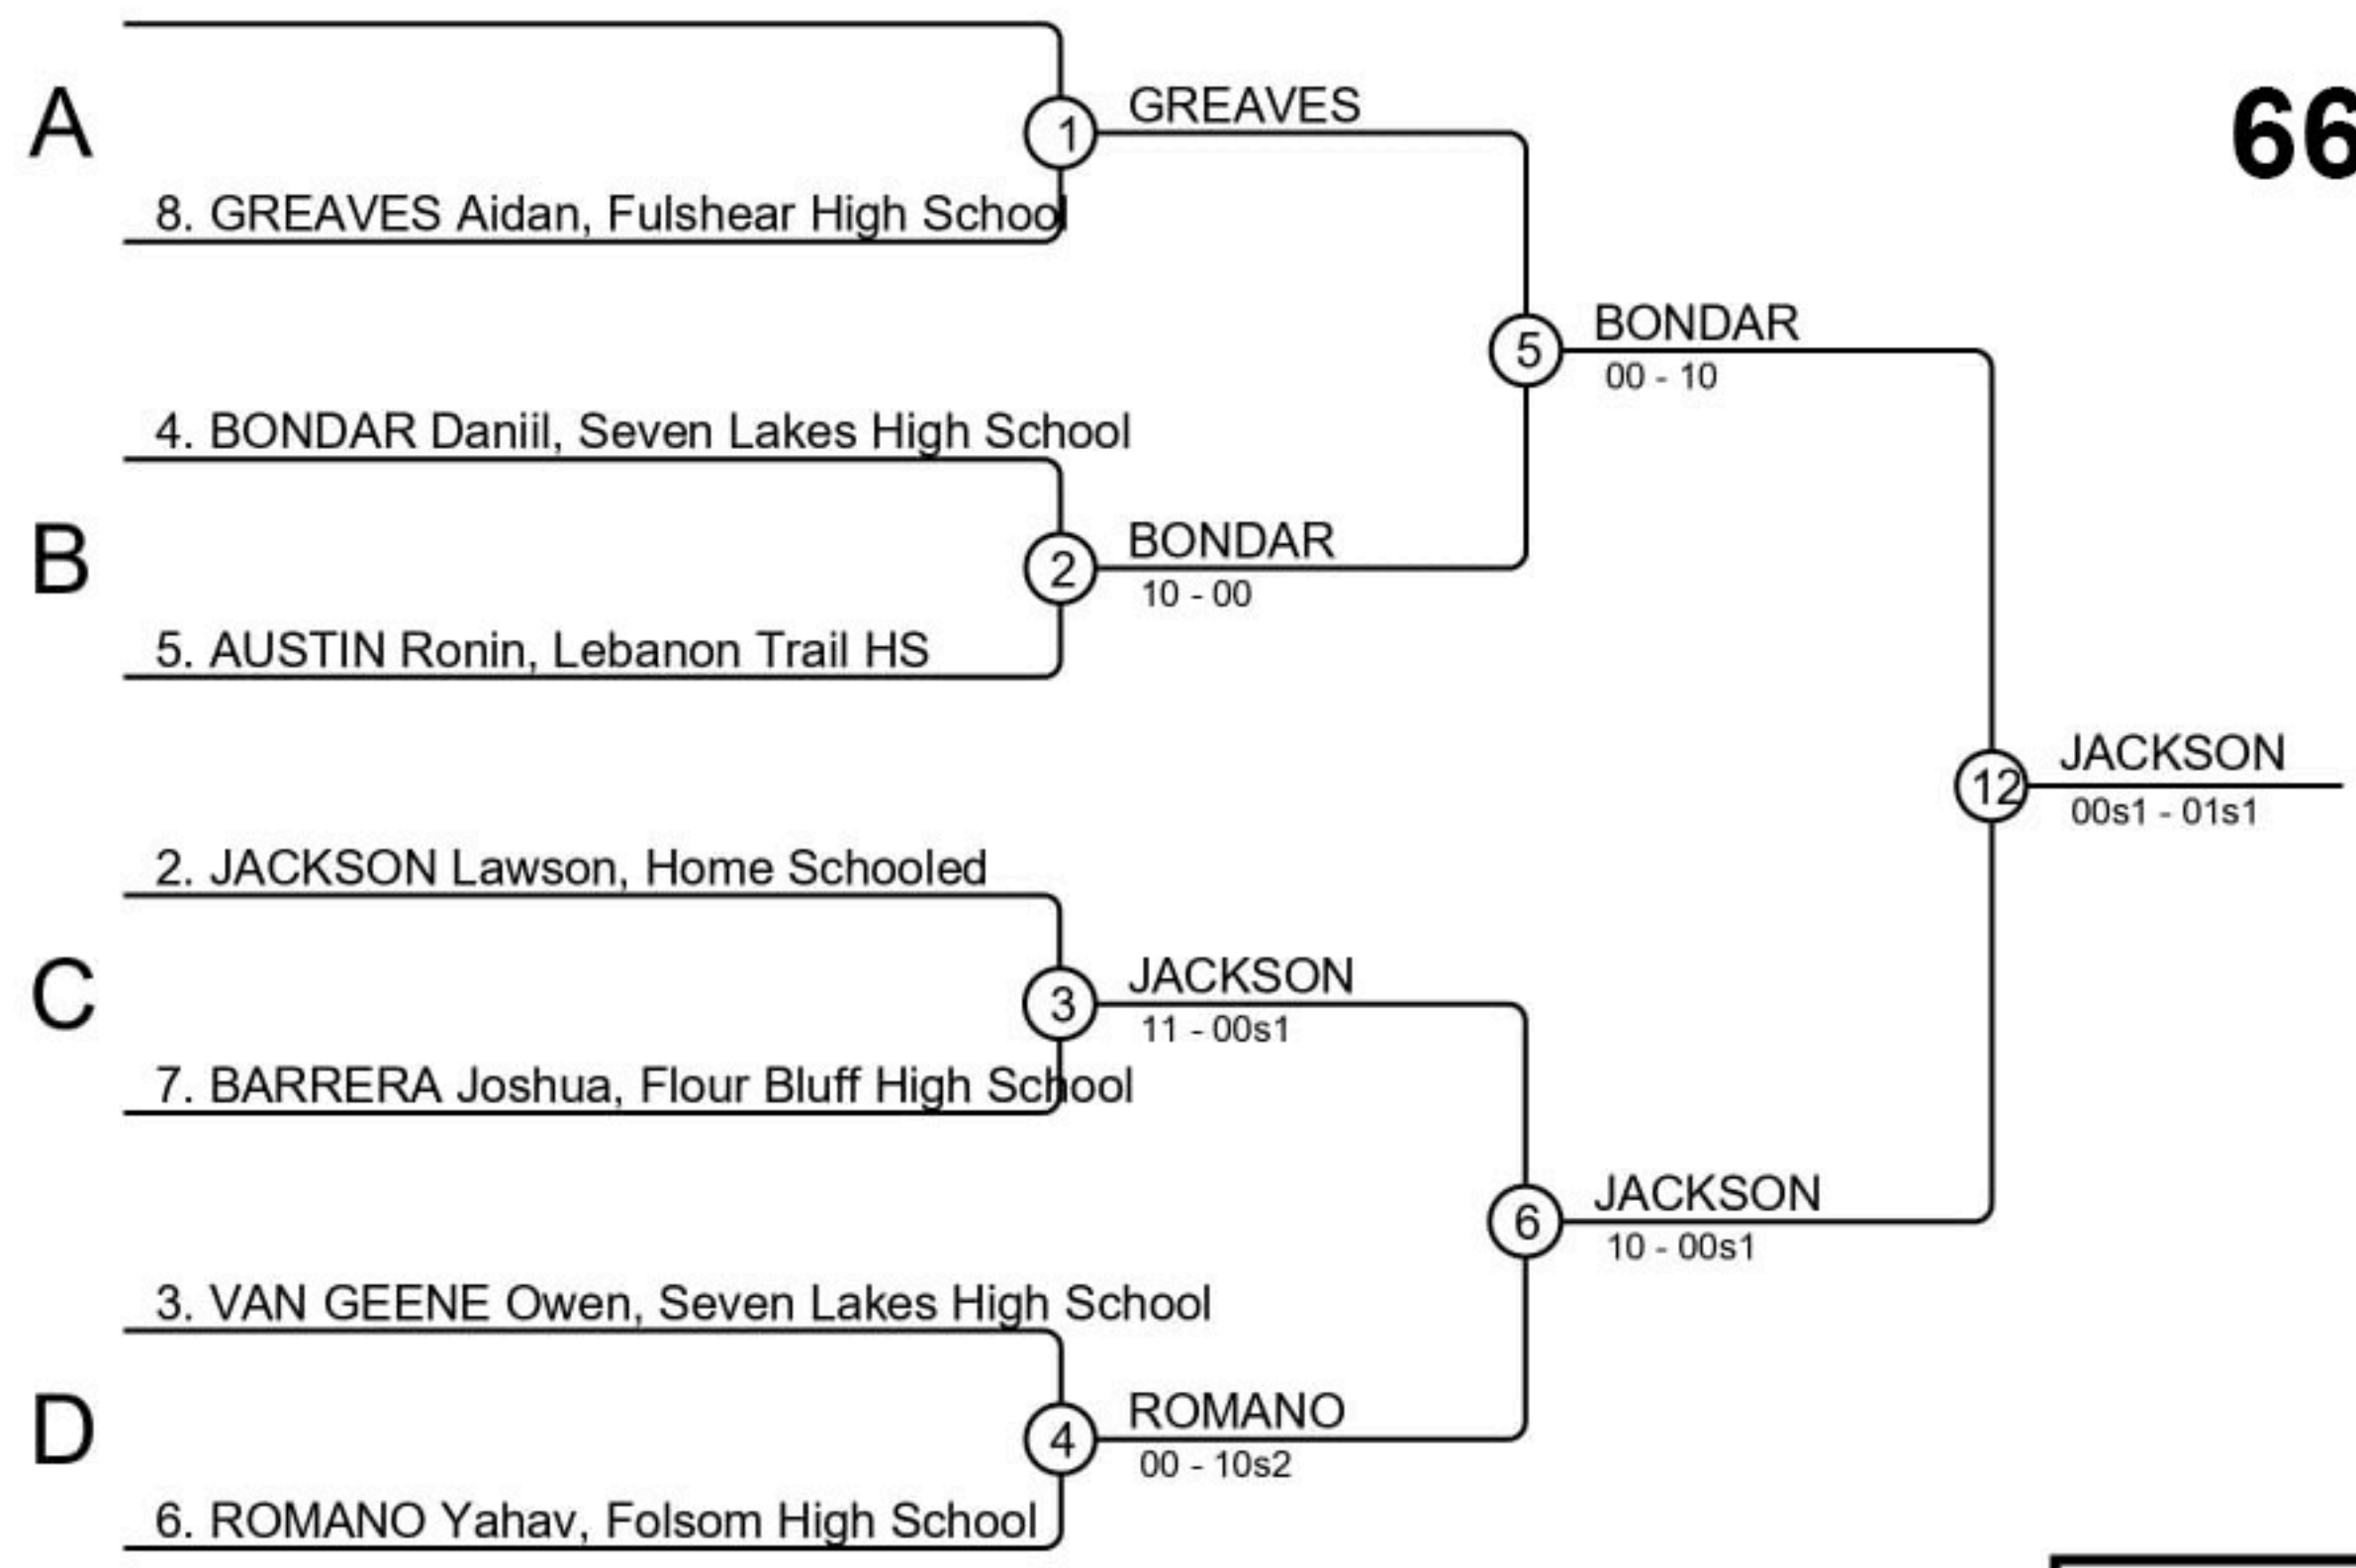 A
1
GREAVES
66
8. GREAVES Aidan, Fulshear High School
5
BONDAR
00 - 10
4. BONDAR Daniil, Seven Lakes High School
B
2
BONDAR
10 - 00
5. AUSTIN Ronin, Lebanon Trail HS
12
JACKSON
00s1 - 01s1
2. JACKSON Lawson, Home Schooled
C
3
JACKSON
11 - 00s1
7. BARRERA Joshua, Flour Bluff High School
6
JACKSON
10 - 00s1
3. VAN GEENE Owen, Seven Lakes High School
D
4
ROMANO
00 - 10s2
6. ROMANO Yahav, Folsom High School